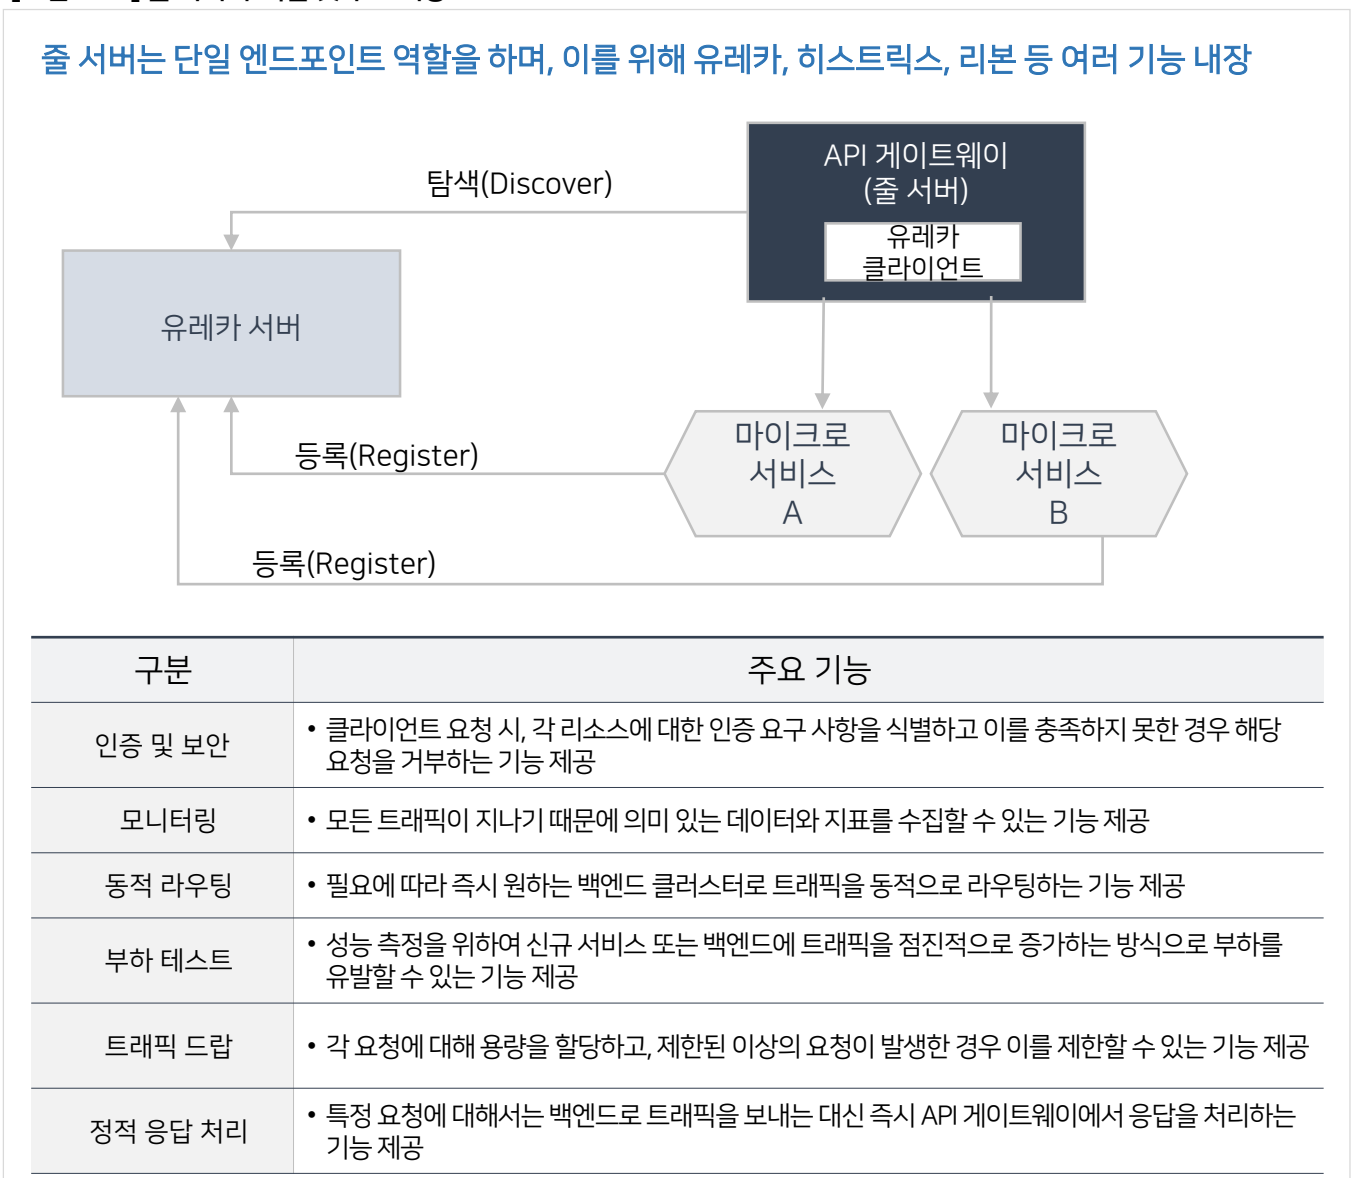 줄 서버는 단일 엔드포인트 역할을 하며, 이를 위해 유레카, 히스트릭스, 리본 등 여러 기능 내장
API 게이트웨이
(줄 서버)
탐색(Discover)
유레카
클라이언트
유레카 서버
마이크로
서비스
A
마이크로
서비스
B
등록(Register)
등록(Register)
구분 주요 기능
인증 및 보안
• 클라이언트 요청 시, 각 리소스에 대한 인증 요구 사항을 식별하고 이를 충족하지 못한 경우 해당
요청을 거부하는 기능 제공
모니터링 • 모든 트래픽이 지나기 때문에 의미 있는 데이터와 지표를 수집할 수 있는 기능 제공
동적 라우팅 • 필요에 따라 즉시 원하는 백엔드 클러스터로 트래픽을 동적으로 라우팅하는 기능 제공
부하 테스트
• 성능 측정을 위하여 신규 서비스 또는 백엔드에 트래픽을 점진적으로 증가하는 방식으로 부하를
유발할 수 있는 기능 제공
트래픽 드랍 • 각 요청에 대해 용량을 할당하고, 제한된 이상의 요청이 발생한 경우 이를 제한할 수 있는 기능 제공
정적 응답 처리
• 특정 요청에 대해서는 백엔드로 트래픽을 보내는 대신 즉시 API 게이트웨이에서 응답을 처리하는
기능 제공